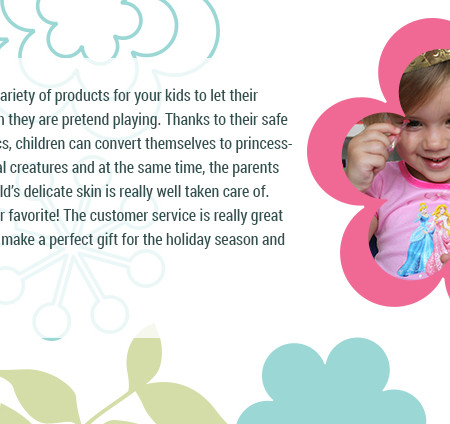 ariety of products for your kids to let their
they are pretend playing. Thanks to their safe
children can convert themselves to princess-
creatures and at the same time, the parents
delicate skin is really well taken care of.
favorite! The customer service is really great
make a perfect gift for the holiday season and